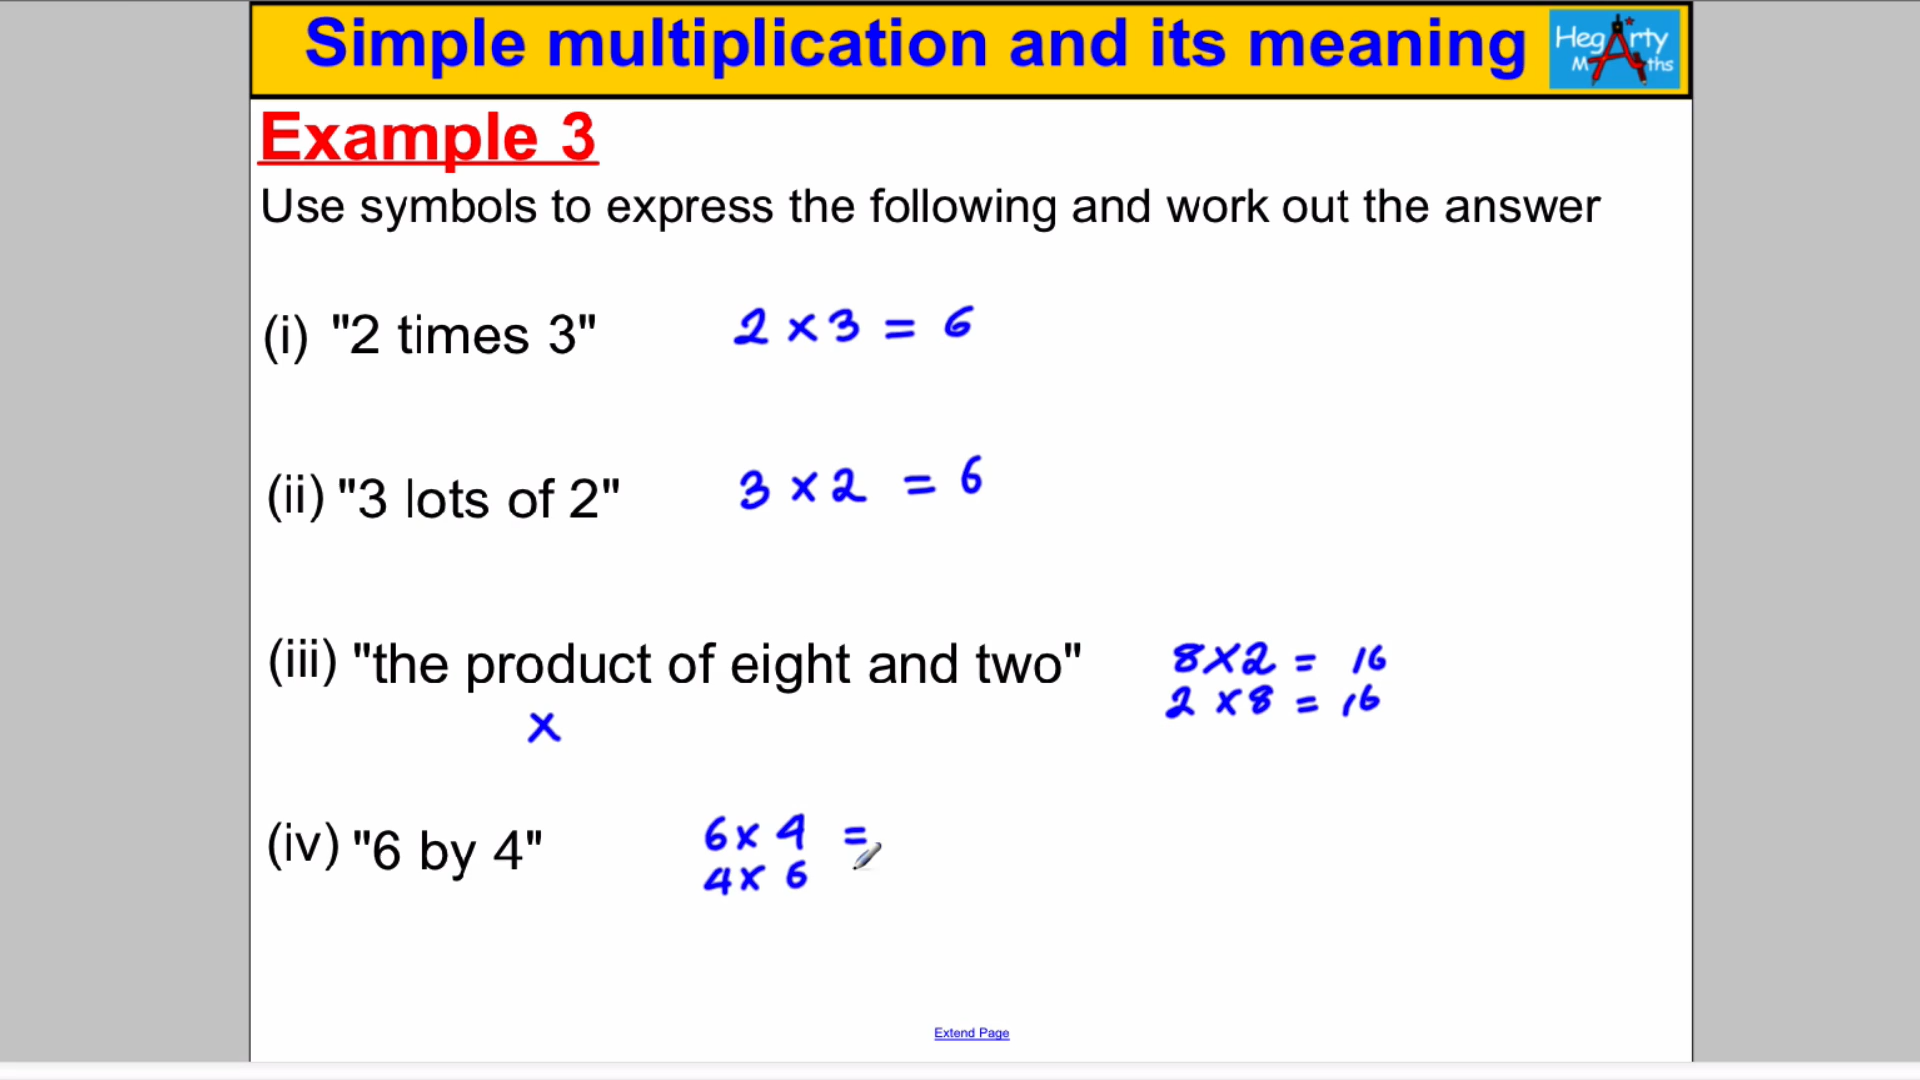 Simple multiplication and its meaning
HegArty
Maths
Example 3
Use symbols to express the following and work out the answer
(i) "2 times 3" 2 × 3 = 6
(ii) "3 lots of 2" 3 × 2 = 6
(iii) "the product of eight and two" 8 × 2 = 16
2 × 8 = 16
×
(iv) "6 by 4" 6 × 4 =
4 × 6
Extend Page